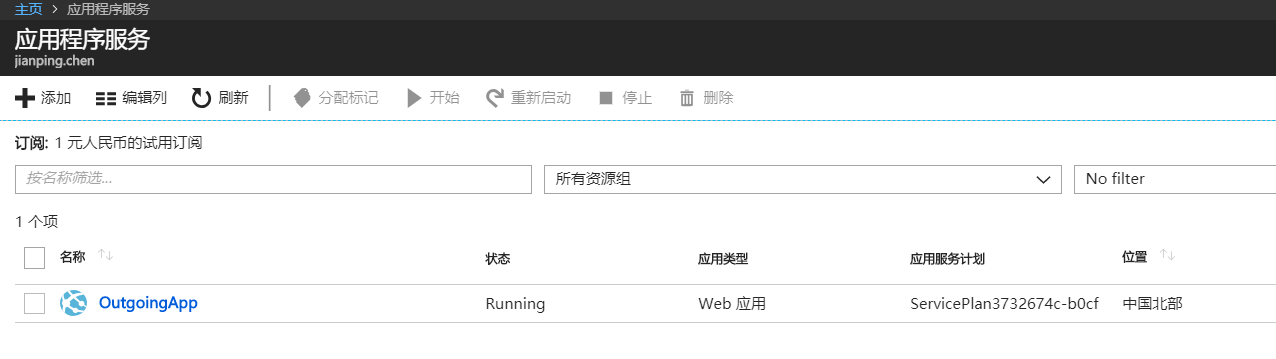 主页 > 应用程序服务
应用程序服务
jianping.chen
添加 编辑列 刷新 分配标记 开始 重新启动 停止 删除
订阅: 1 元人民币的试用订阅
按名称筛选... 所有资源组 No filter
1 个项
名称 状态 应用类型 应用服务计划 位置
OutgoingApp Running Web 应用 ServicePlan3732674c-b0cf 中国北部